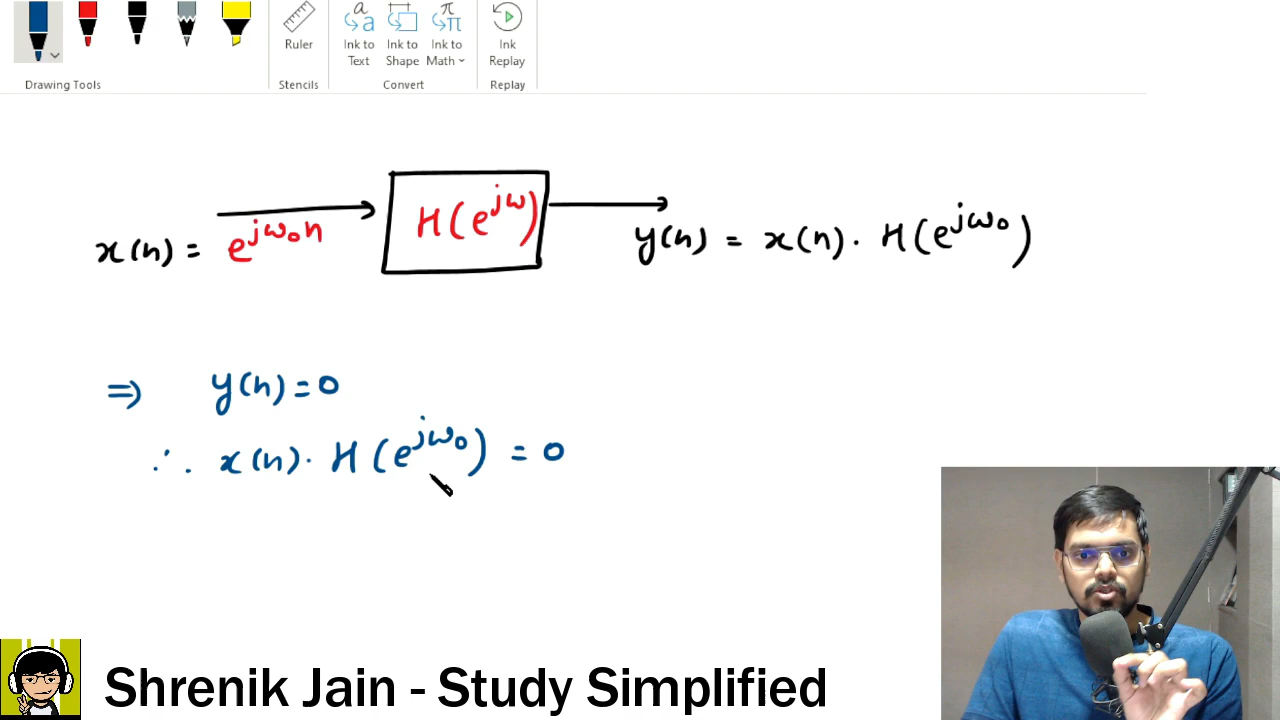 Ruler
Ink to Text
Ink to Shape
Ink to Math
Ink Replay
Drawing Tools
Stencils
Convert
Replay
x(n) = e^{jω₀n}
H(e^{jω})
y(n) = x(n) · H(e^{jω₀})
⇒ y(n) = 0
∴ x(n) · H(e^{jω₀}) = 0
Shrenik Jain - Study Simplified